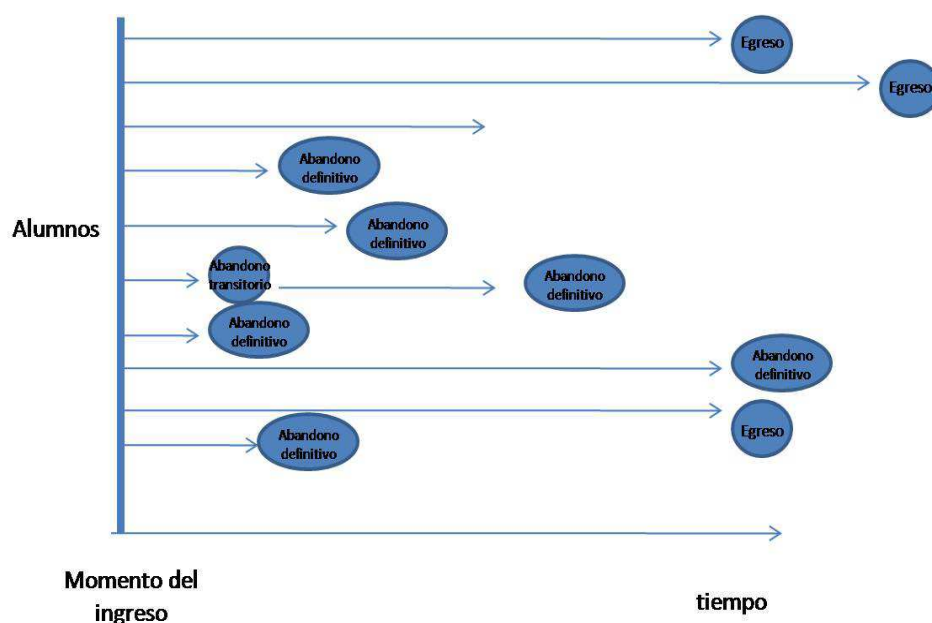 Egreso
Egreso
Abandono
definitivo
Alumnos
Abandono
definitivo
Abandono
transitorio
Abandono
definitivo
Abandono
definitivo
Abandono
definitivo
Egreso
Abandono
definitivo
Momento del
ingreso
tiempo